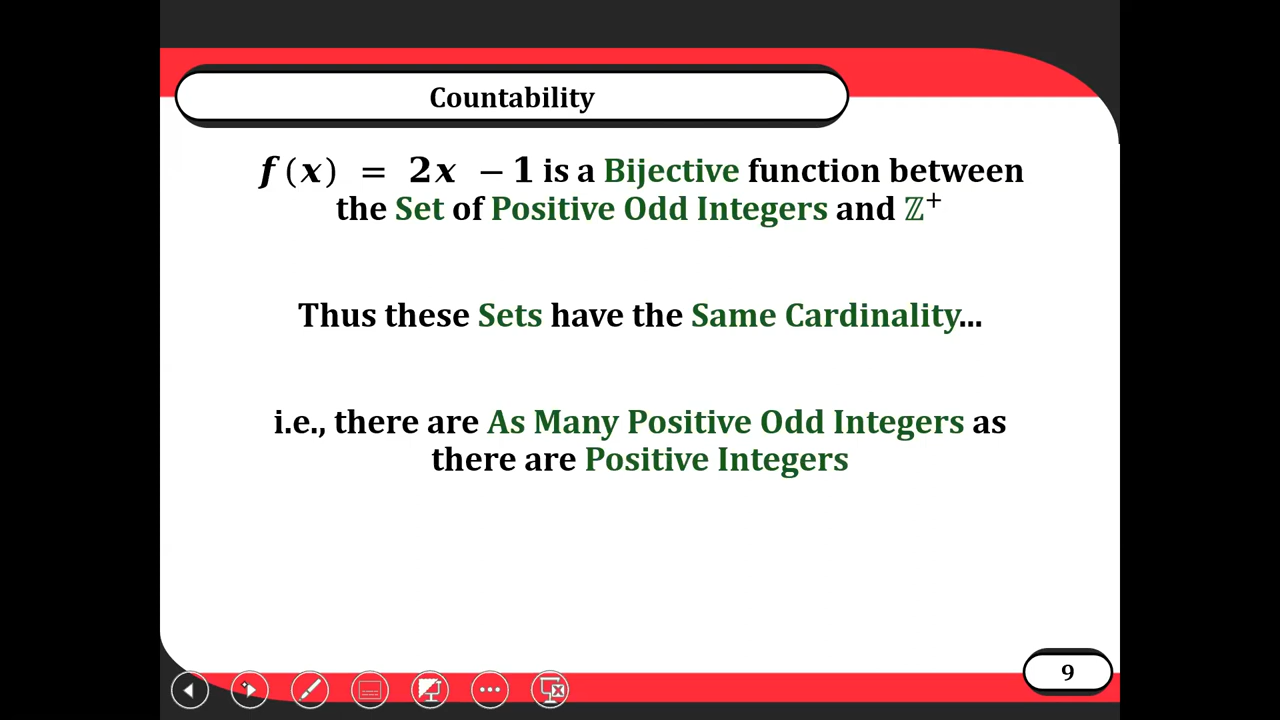 Countability
f(x) = 2x − 1 is a Bijective function between
the Set of Positive Odd Integers and ℤ⁺
Thus these Sets have the Same Cardinality...
i.e., there are As Many Positive Odd Integers as
there are Positive Integers
9